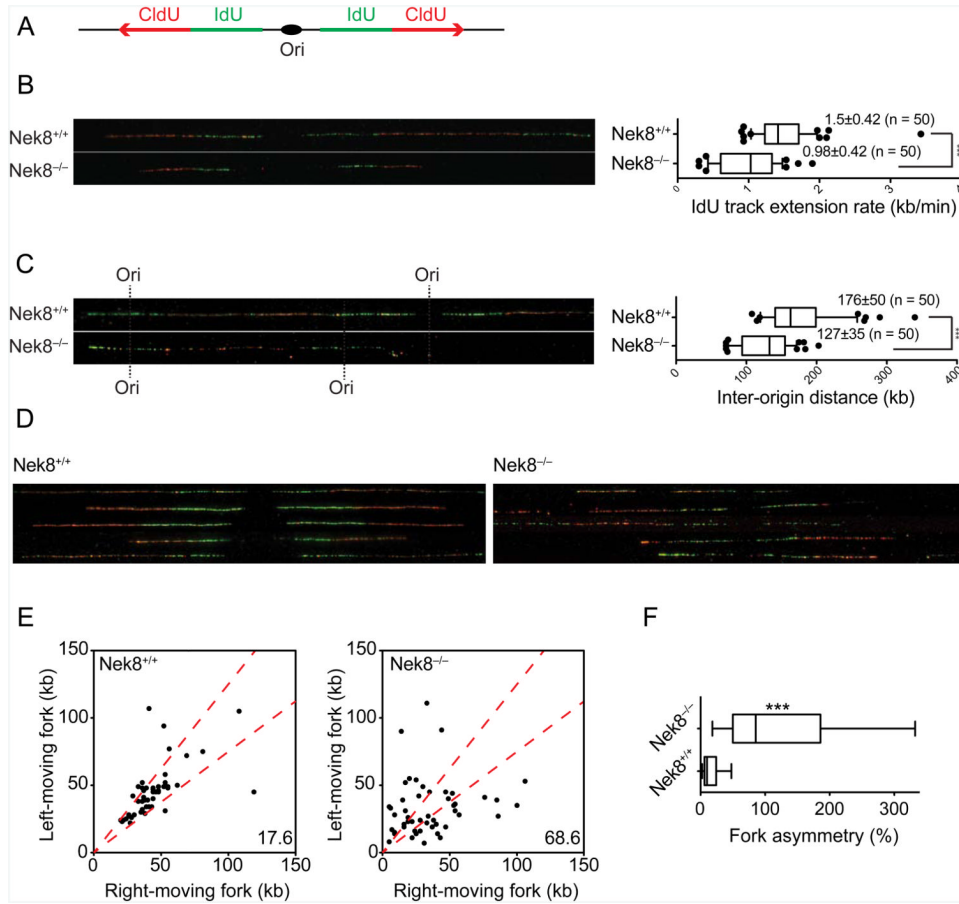 A
CldU IdU IdU CldU
Ori
B
Nek8+/+
Nek8–/–
Nek8+/+
Nek8–/–
1.5±0.42 (n = 50)
0.98±0.42 (n = 50)
0 1 2 3
IdU track extension rate (kb/min)
C
Ori Ori
Nek8+/+
Nek8–/–
Ori Ori
Nek8+/+
Nek8–/–
176±50 (n = 50)
127±35 (n = 50)
0 100 200 300 400
Inter-origin distance (kb)
D
Nek8+/+ Nek8–/–
E
Left-moving fork (kb)
150
100
50
0
Nek8+/+
17.6
0 50 100 150
Right-moving fork (kb)
Left-moving fork (kb)
150
100
50
0
Nek8–/–
68.6
0 50 100 150
Right-moving fork (kb)
F
Nek8–/–
Nek8+/+
***
0 100 200 300
Fork asymmetry (%)